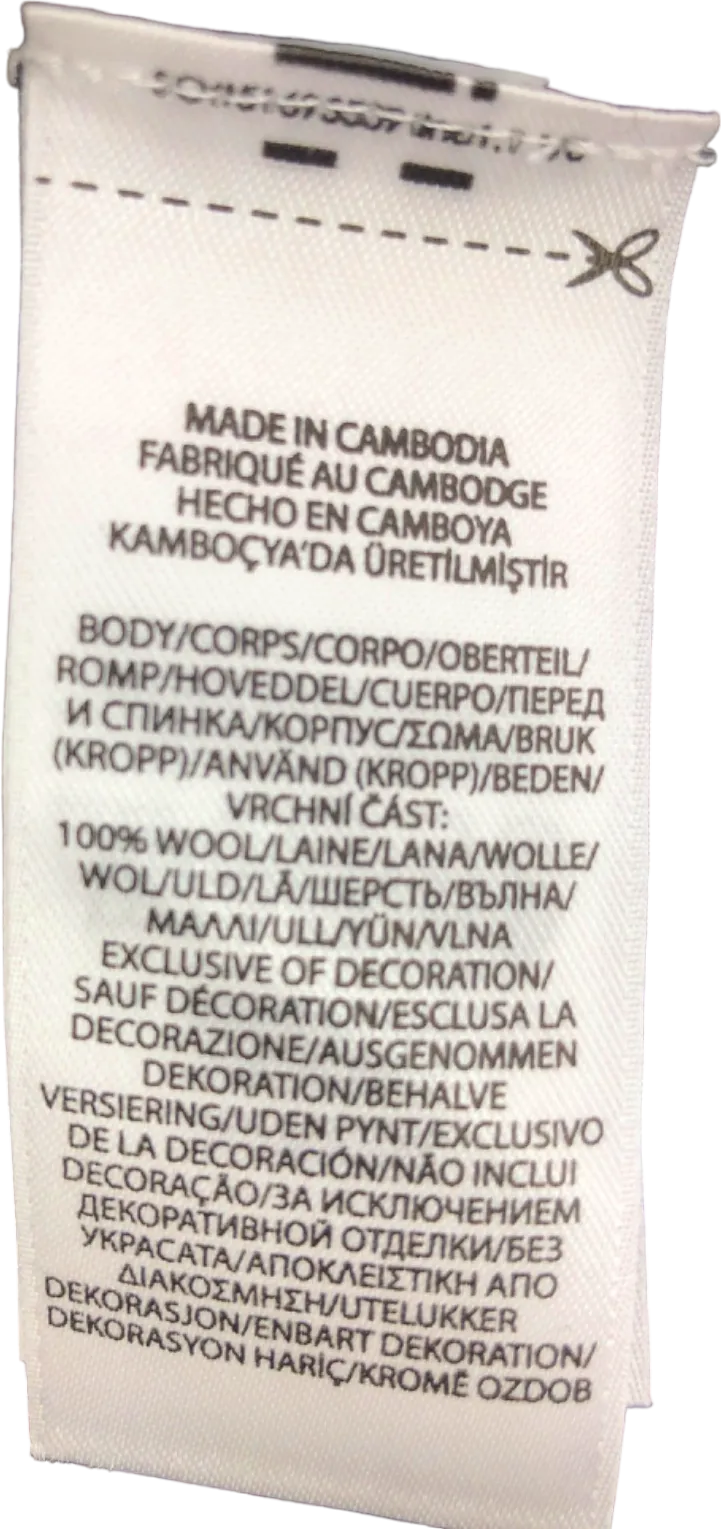 MADE IN CAMBODIA
FABRIQUÉ AU CAMBODGE
HECHO EN CAMBOYA
KAMBOÇYA'DA ÜRETİLMİŞTİR
BODY/CORPS/CORPO/OBERTEIL/
ROMP/HOVEDDEL/CUERPO/ПЕРЕД
И СПИНКА/КОРПУС/ΣΩΜΑ/BRUK
(KROPP)/ANVÄND (KROPP)/BEDEN/
VRCHNÍ ČÁST:
100% WOOL/LAINE/LANA/WOLLE/
WOL/ULD/LÃ/ШЕРСТЬ/ВЪЛНА/
ΜΑΛΛΙ/ULL/YÜN/VLNA
EXCLUSIVE OF DECORATION/
SAUF DÉCORATION/ESCLUSA LA
DECORAZIONE/AUSGENOMMEN
DEKORATION/BEHALVE
VERSIERING/UDEN PYNT/EXCLUSIVO
DE LA DECORACIÓN/NÃO INCLUI
DECORAÇÃO/ЗА ИСКЛЮЧЕНИЕМ
ДЕКОРАТИВНОЙ ОТДЕЛКИ/БЕЗ
УКРАСАТА/ΑΠΟΚΛΕΙΣΤΙΚΗ ΑΠΟ
ΔΙΑΚΟΣΜΗΣΗ/UTELUKKER
DEKORASJON/ENBART DEKORATION/
DEKORASYON HARİÇ/KROMĚ OZDOB